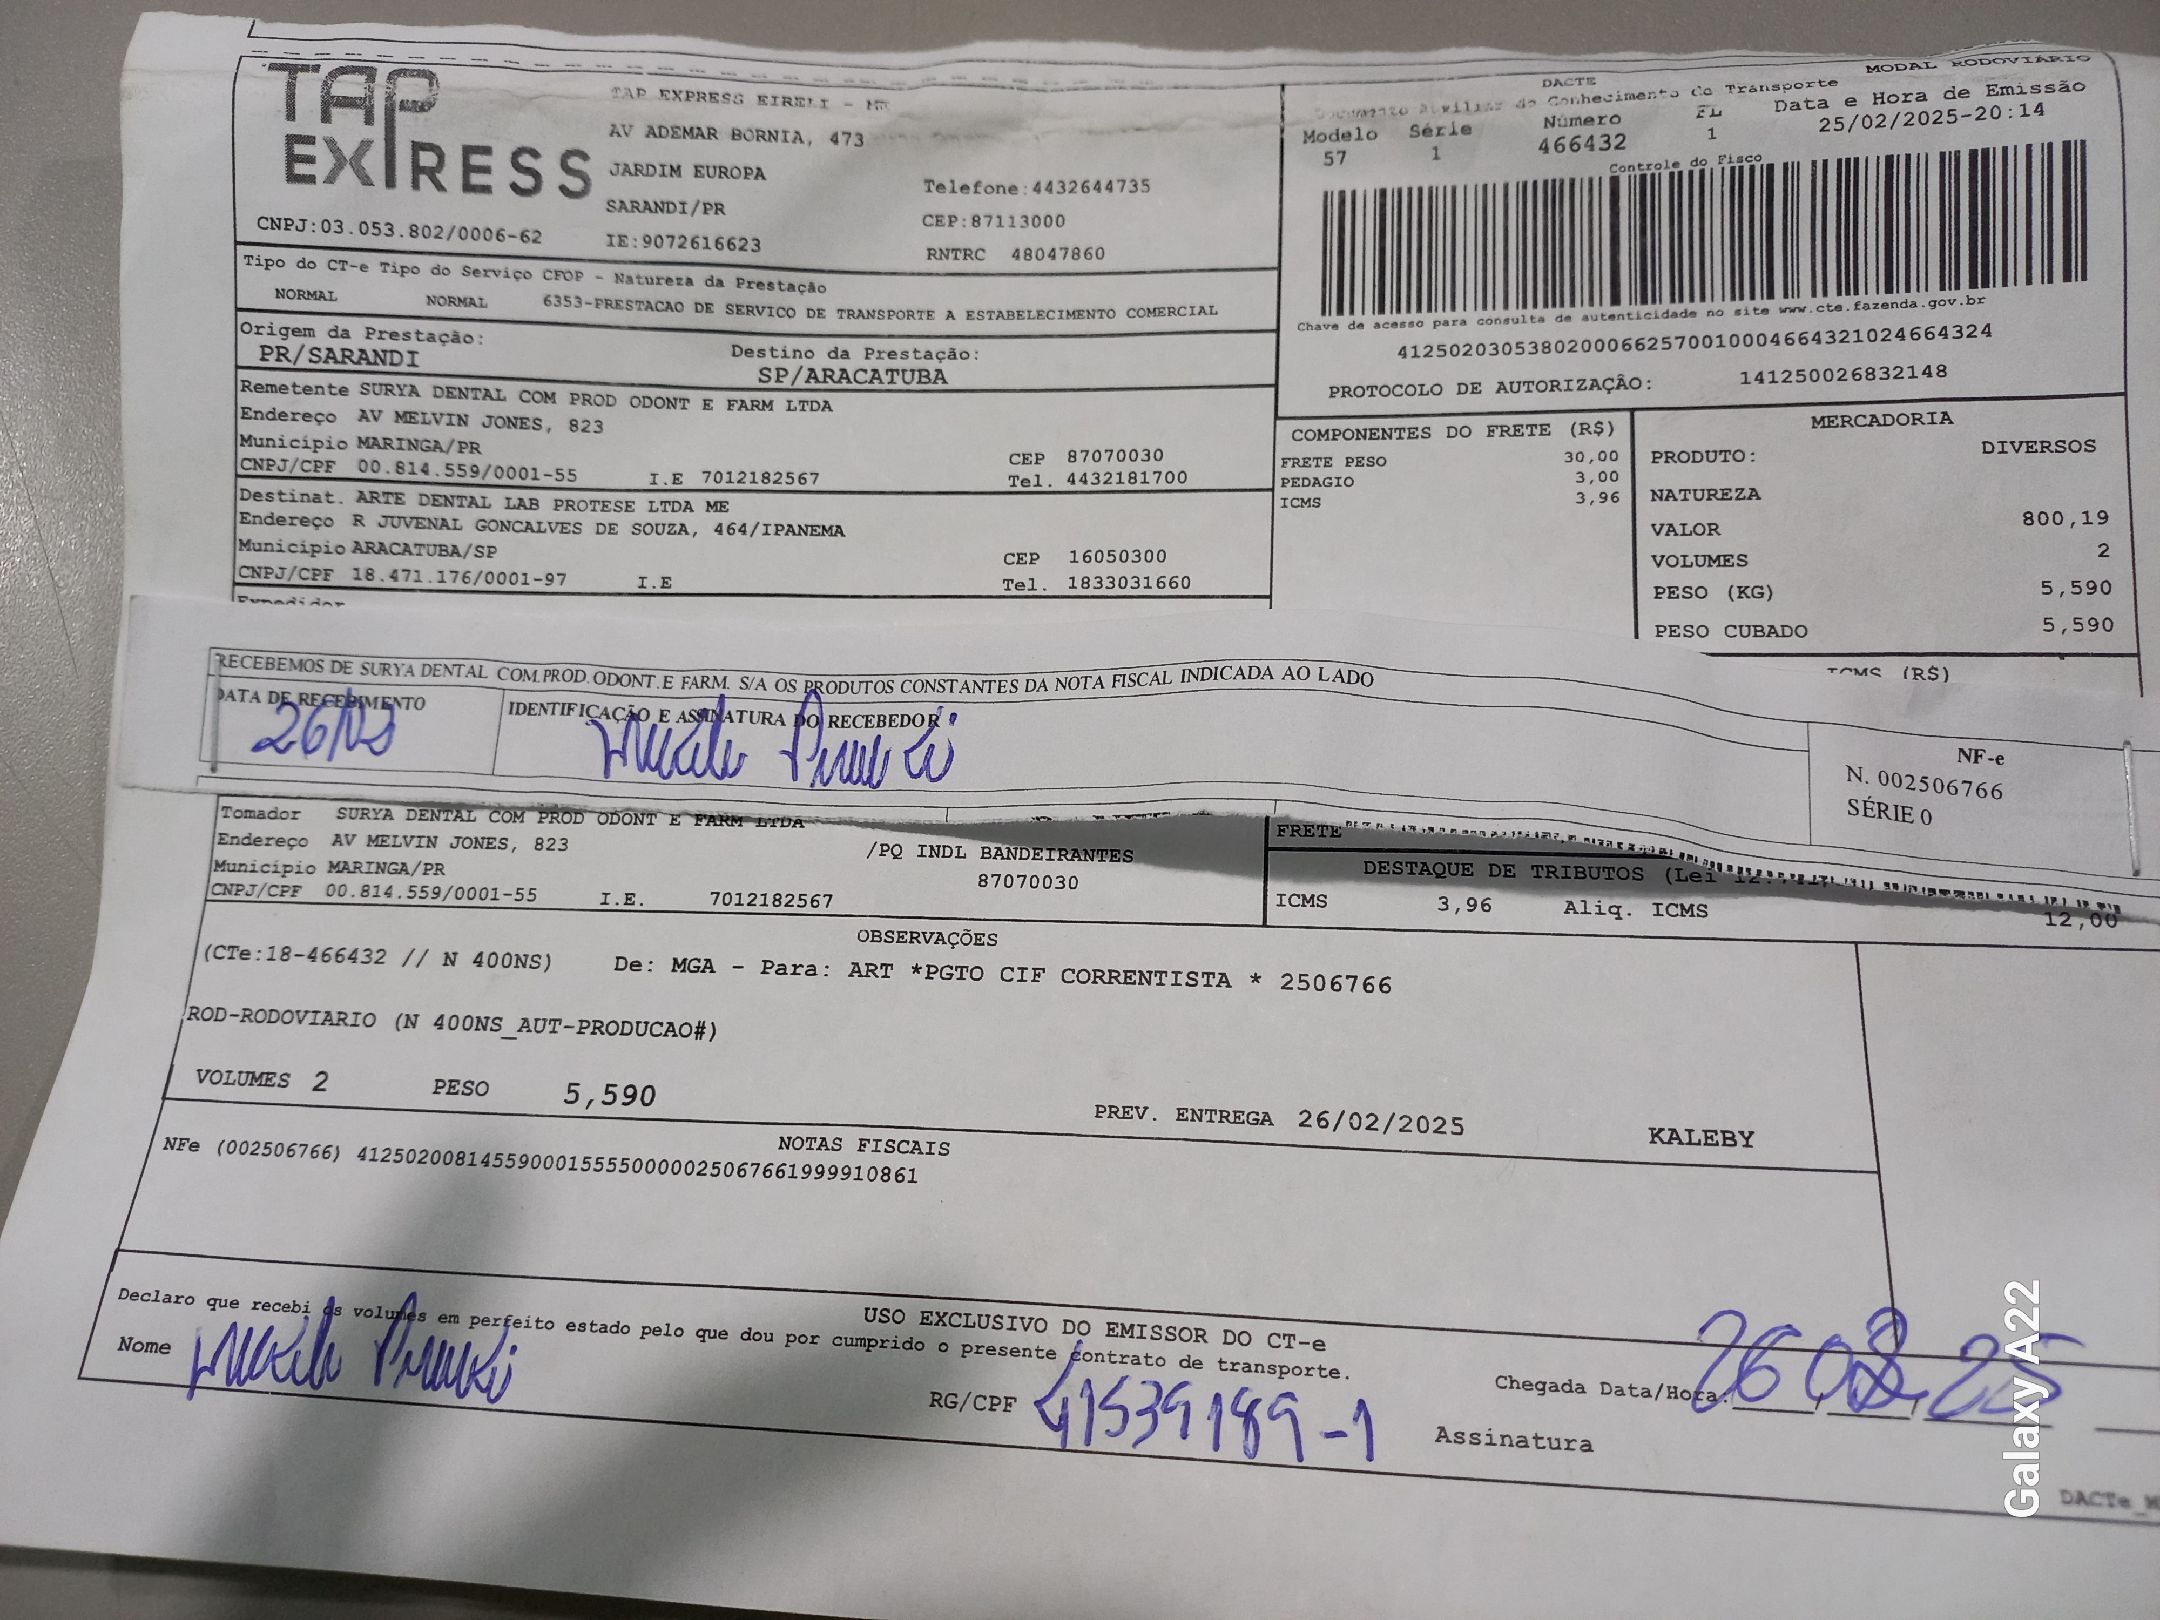 TAP EXPRESS
TAP EXPRESS EIRELI - ME
AV ADEMAR BORNIA, 473
JARDIM EUROPA
Telefone:4432644735
SARANDI/PR
CEP:87113000
CNPJ:03.053.802/0006-62
IE:9072616623
RNTRC 48047860
DACTE
MODAL RODOVIÁRIO
Documento Auxiliar do Conhecimento do Transporte
Modelo Série Número FL Data e Hora de Emissão
57 1 466432 1 25/02/2025-20:14
Controle do Fisco
Chave de acesso para consulta de autenticidade no site www.cte.fazenda.gov.br
41250203053802000662570010004664321024664324
PROTOCOLO DE AUTORIZAÇÃO: 141250026832148
Tipo do CT-e Tipo do Serviço CFOP - Natureza da Prestação
NORMAL NORMAL 6353-PRESTACAO DE SERVICO DE TRANSPORTE A ESTABELECIMENTO COMERCIAL
Origem da Prestação: Destino da Prestação:
PR/SARANDI SP/ARACATUBA
Remetente SURYA DENTAL COM PROD ODONT E FARM LTDA
Endereço AV MELVIN JONES, 823
Município MARINGA/PR CEP 87070030
CNPJ/CPF 00.814.559/0001-55 I.E 7012182567 Tel. 4432181700
Destinat. ARTE DENTAL LAB PROTESE LTDA ME
Endereço R JUVENAL GONCALVES DE SOUZA, 464/IPANEMA
Município ARACATUBA/SP CEP 16050300
CNPJ/CPF 18.471.176/0001-97 I.E Tel. 1833031660
Expedidor
COMPONENTES DO FRETE (R$)
FRETE PESO 30,00
PEDAGIO 3,00
ICMS 3,96
MERCADORIA
PRODUTO: DIVERSOS
NATUREZA
VALOR 800,19
VOLUMES 2
PESO (KG) 5,590
PESO CUBADO 5,590
ICMS (R$)
RECEBEMOS DE SURYA DENTAL COM.PROD.ODONT.E FARM. S/A OS PRODUTOS CONSTANTES DA NOTA FISCAL INDICADA AO LADO
DATA DE RECEBIMENTO
IDENTIFICAÇÃO E ASSINATURA DO RECEBEDOR
NF-e
N. 002506766
SÉRIE 0
Tomador SURYA DENTAL COM PROD ODONT E FARM LTDA
Endereço AV MELVIN JONES, 823 /PQ INDL BANDEIRANTES
Município MARINGA/PR 87070030
CNPJ/CPF 00.814.559/0001-55 I.E. 7012182567
FRETE
DESTAQUE DE TRIBUTOS (Lei
ICMS 3,96 Aliq. ICMS 12,00
OBSERVAÇÕES
(CTe:18-466432 // N 400NS) De: MGA - Para: ART *PGTO CIF CORRENTISTA * 2506766
ROD-RODOVIARIO (N 400NS_AUT-PRODUCAO#)
VOLUMES 2 PESO 5,590 PREV. ENTREGA 26/02/2025 KALEBY
NOTAS FISCAIS
NFe (002506766) 41250200814559000155550000025067661999910861
USO EXCLUSIVO DO EMISSOR DO CT-e
Declaro que recebi os volumes em perfeito estado pelo que dou por cumprido o presente contrato de transporte.
Nome
RG/CPF 41539189-1
Chegada Data/Hora
Assinatura
DACTe_
Galaxy A22